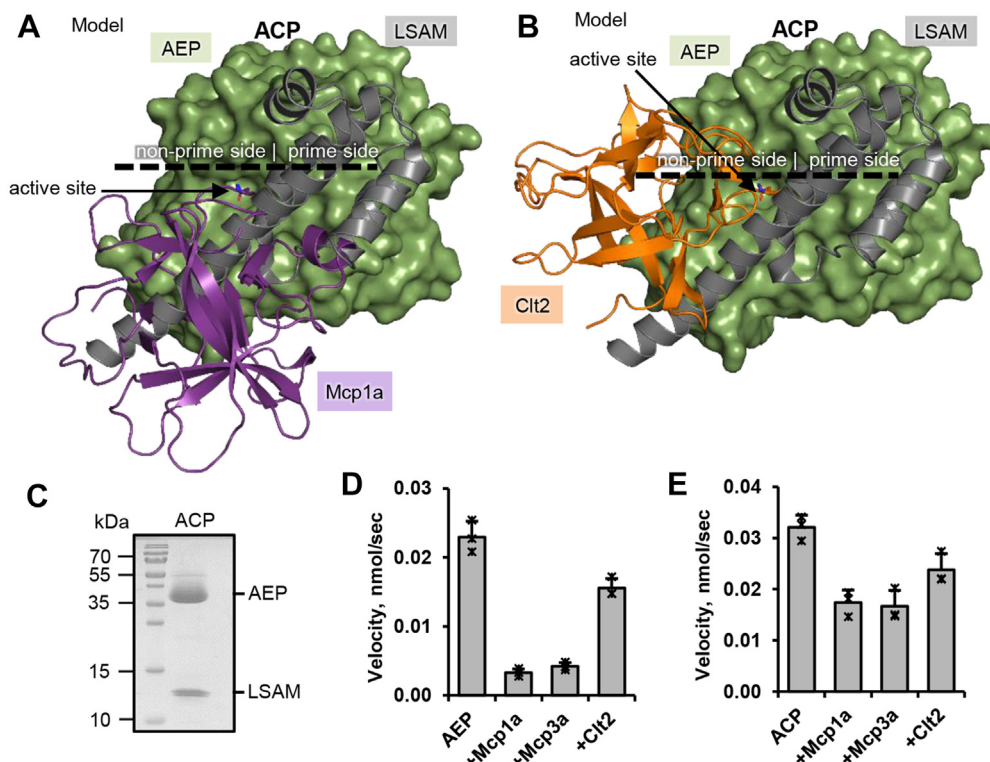 A
Model
AEP
ACP
LSAM
non-prime side | prime side
active site
Mcp1a
B
Model
AEP
ACP
LSAM
active site
non-prime side | prime side
Clt2
C
kDa
ACP
70
55
35
15
10
AEP
LSAM
D
Velocity, nmol/sec
0.03
0.02
0.01
0.00
AEP
+Mcp1a
+Mcp3a
+Clt2
E
Velocity, nmol/sec
0.04
0.03
0.02
0.01
0.00
ACP
+Mcp1a
+Mcp3a
+Clt2